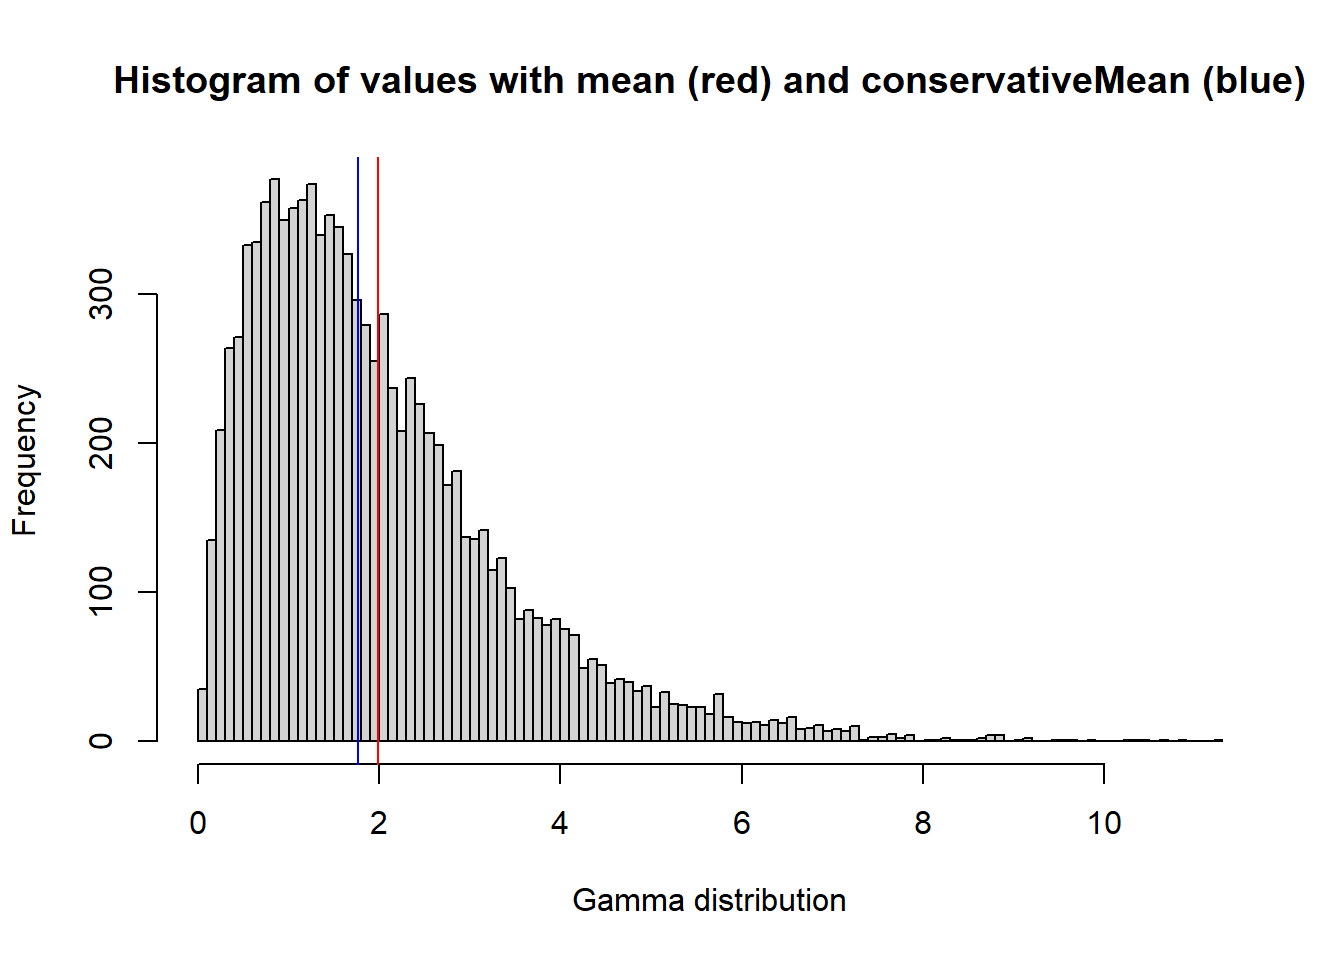 Histogram of values with mean (red) and conservativeMean (blue)
Frequency
300
200
100
0
0 2 4 6 8 10
Gamma distribution